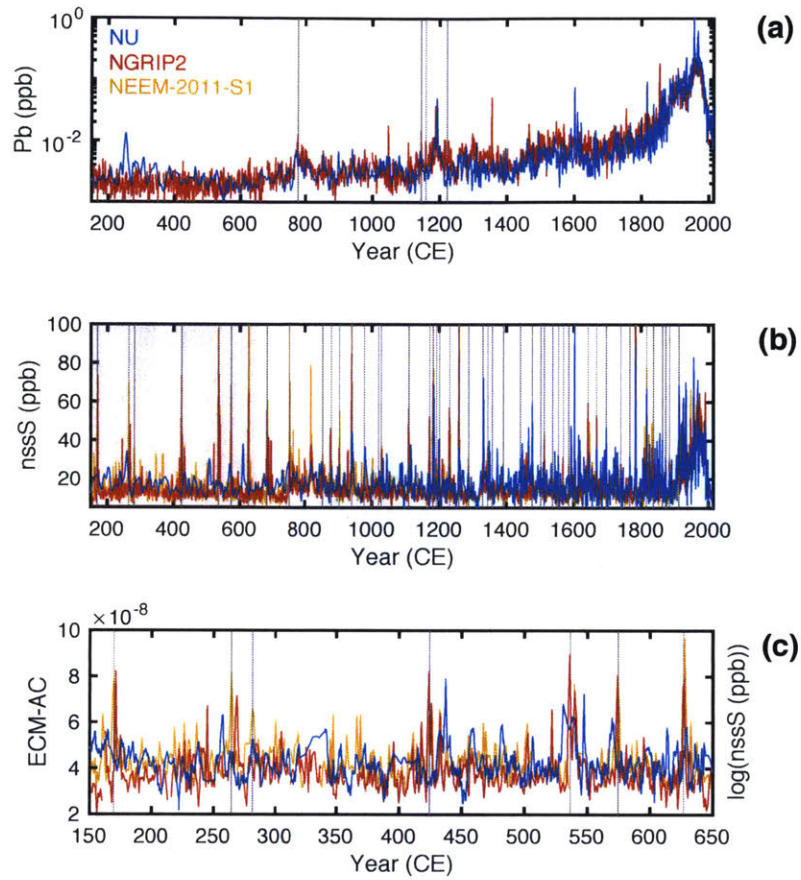 (a)
10^0
10^-2
Pb (ppb)
NU
NGRIP2
NEEM-2011-S1
200 400 600 800 1000 1200 1400 1600 1800 2000
Year (CE)
(b)
100
80
60
40
20
nssS (ppb)
200 400 600 800 1000 1200 1400 1600 1800 2000
Year (CE)
(c)
×10^-8
10
8
6
4
2
ECM-AC
log(nssS (ppb))
150 200 250 300 350 400 450 500 550 600 650
Year (CE)